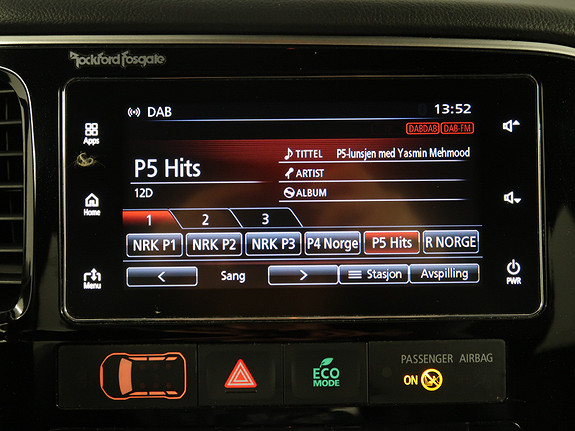 Rockford Fosgate
DAB 13:52
DABDAB DAB-FM
Apps
P5 Hits
12D
TITTEL P5-lunsjen med Yasmin Mehmood
ARTIST
ALBUM
Home
1 2 3
NRK P1 NRK P2 NRK P3 P4 Norge P5 Hits R NORGE
Menu
< Sang > Stasjon Avspilling
PWR
ECO
MODE
PASSENGER AIRBAG
ON